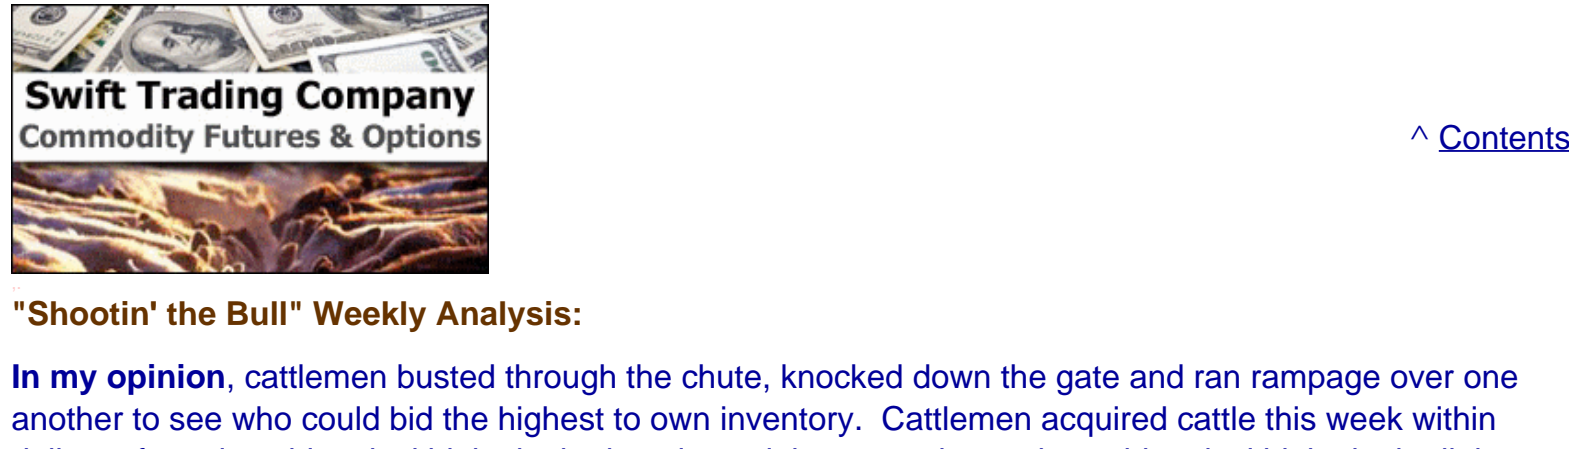 Swift Trading Company
Commodity Futures & Options
^ Contents
"Shootin' the Bull" Weekly Analysis:
In my opinion, cattlemen busted through the chute, knocked down the gate and ran rampage over one
another to see who could bid the highest to own inventory.  Cattlemen acquired cattle this week within